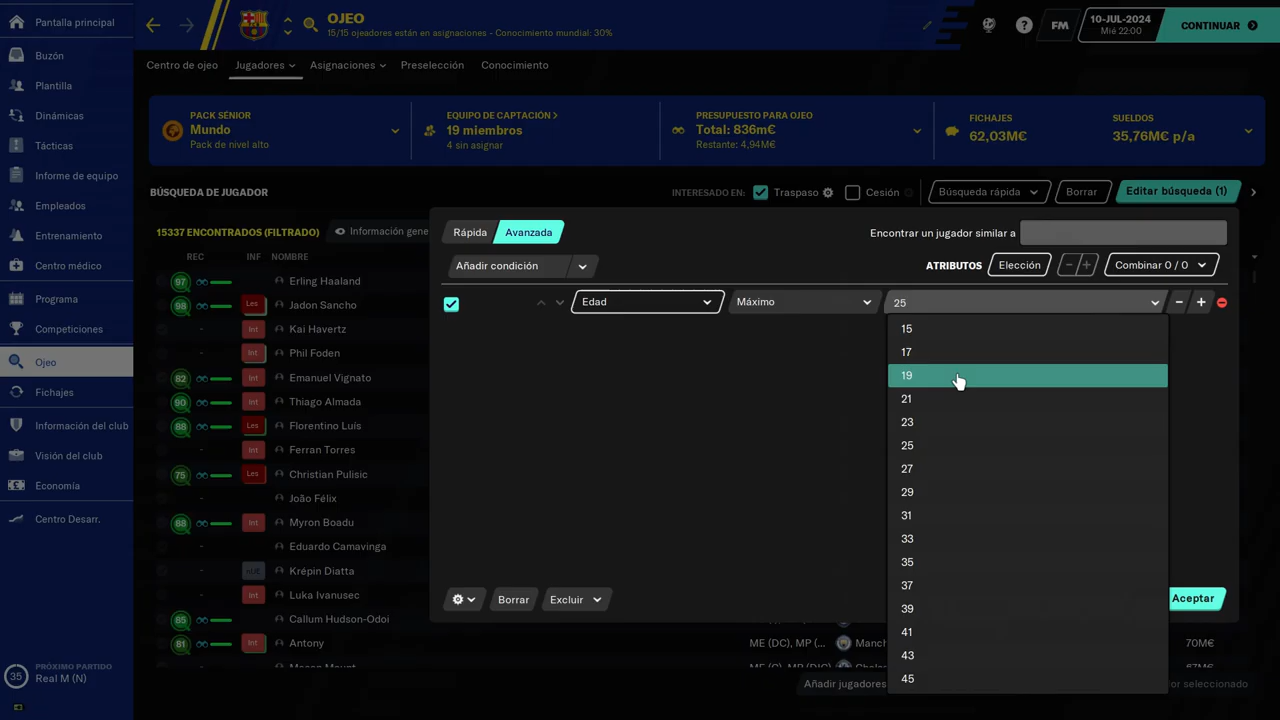 Pantalla principal
Buzón
Plantilla
Dinámicas
Tácticas
Informe de equipo
Empleados
Entrenamiento
Centro médico
Programa
Competiciones
Ojeo
Fichajes
Información del club
Visión del club
Economía
Centro Desarr.
35
PRÓXIMO PARTIDO
Real M (N)
OJEO
15/15 ojeadores están en asignaciones - Conocimiento mundial: 30%
?
FM
10-JUL-2024
Mié 22:00
CONTINUAR
Centro de ojeo
Jugadores
Asignaciones
Preselección
Conocimiento
PACK SÉNIOR
Mundo
Pack de nivel alto
EQUIPO DE CAPTACIÓN >
19 miembros
4 sin asignar
PRESUPUESTO PARA OJEO
Total: 836m€
Restante: 4,94M€
FICHAJES
62,03M€
SUELDOS
35,76M€ p/a
BÚSQUEDA DE JUGADOR
INTERESADO EN:
Traspaso
Cesión
Búsqueda rápida
Borrar
Editar búsqueda (1)
15337 ENCONTRADOS (FILTRADO)
Información gene
REC INF NOMBRE
97 Erling Haaland
98 Les Jadon Sancho
Int Kai Havertz
Int Phil Foden
82 Int Emanuel Vignato
90 Int Thiago Almada
88 Les Florentino Luís
- Int Ferran Torres
75 Les Christian Pulisic
- João Félix
68 Int Myron Boadu
- Eduardo Camavinga
- Krépin Diatta
- Int Luka Ivanusec
65 - Callum Hudson-Odoi
81 Int Antony
ME (DC), MP (... Manch
70M€
Mason Mount
Rápida
Avanzada
Encontrar un jugador similar a
Añadir condición
ATRIBUTOS
Elección
- / +
Combinar 0 / 0
Edad
Máximo
25
- +
15
17
19
21
23
25
27
29
31
33
35
37
39
41
43
45
Borrar
Excluir
Aceptar
Añadir jugadores
seleccionado